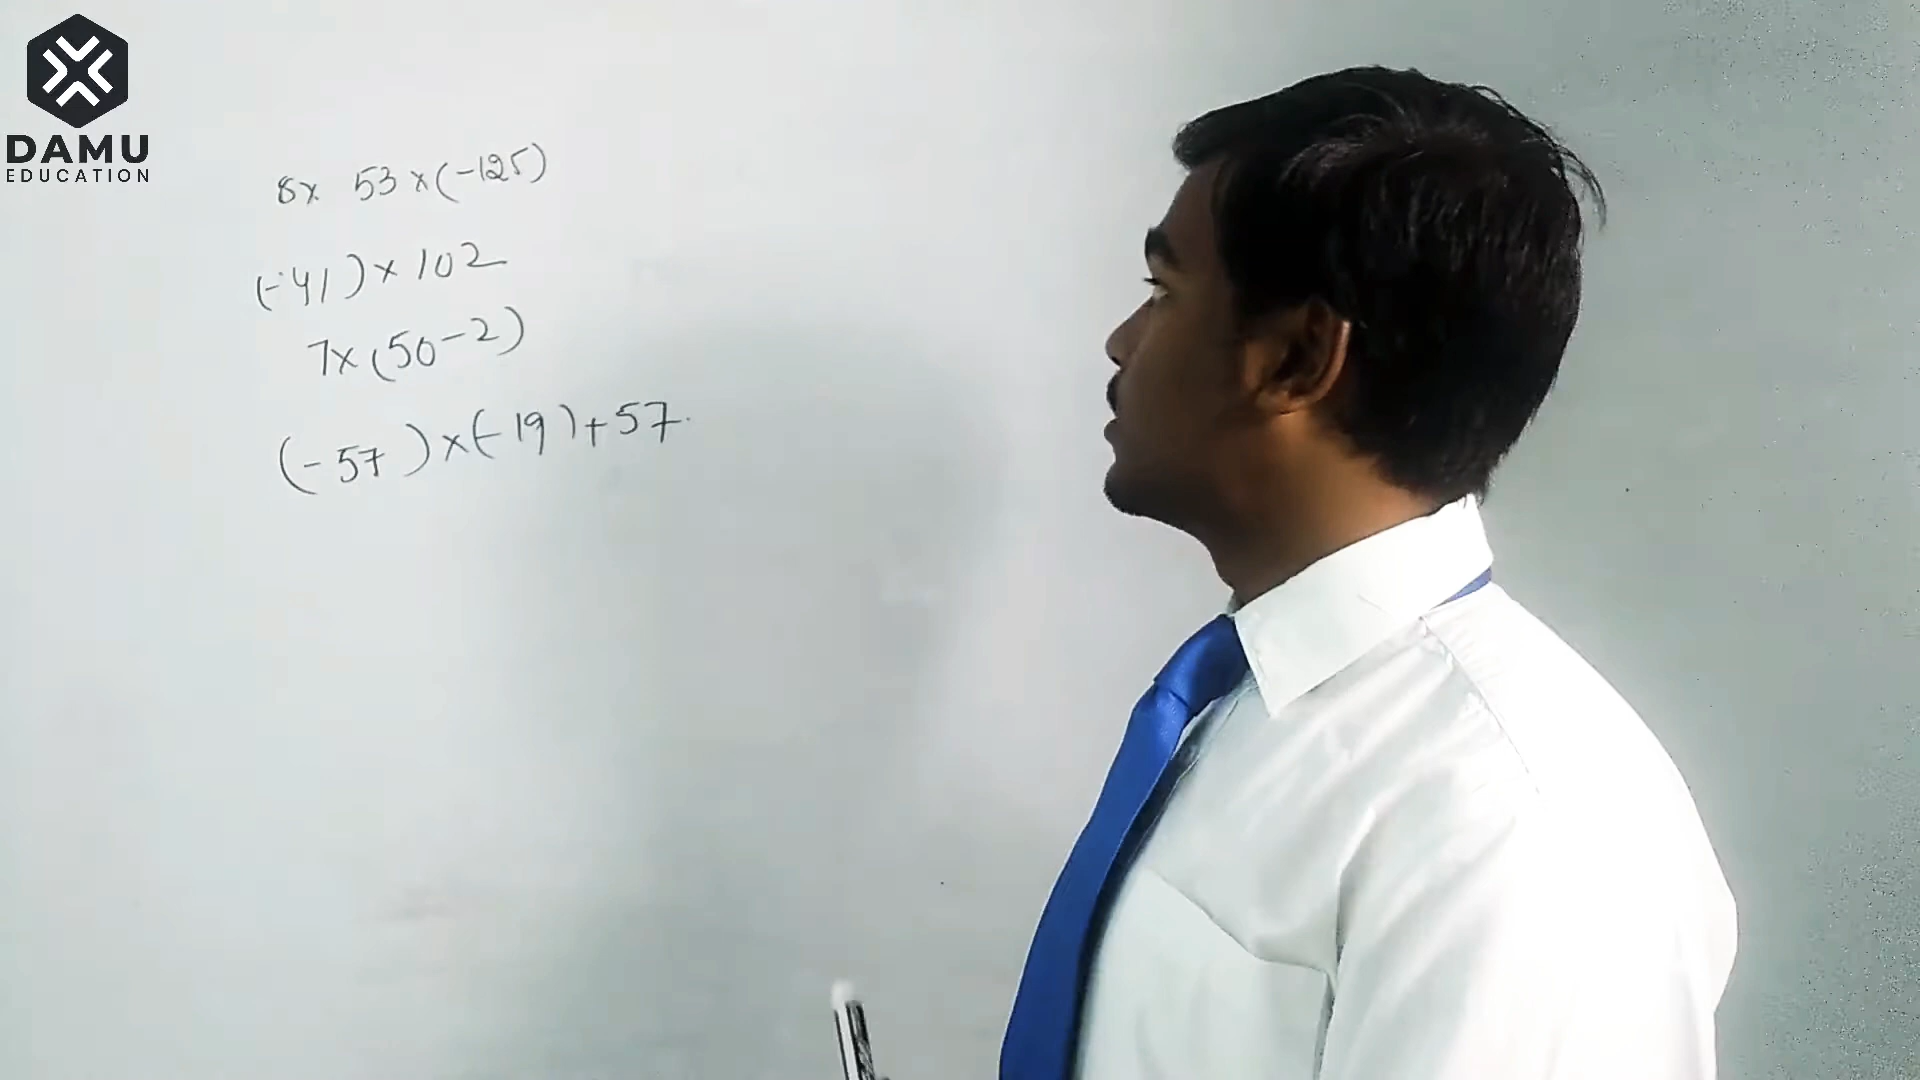 DAMU
EDUCATION
8x 53 x (-125)
(-41) x 102
7x (50-2)
(-57) x (-19) + 57.